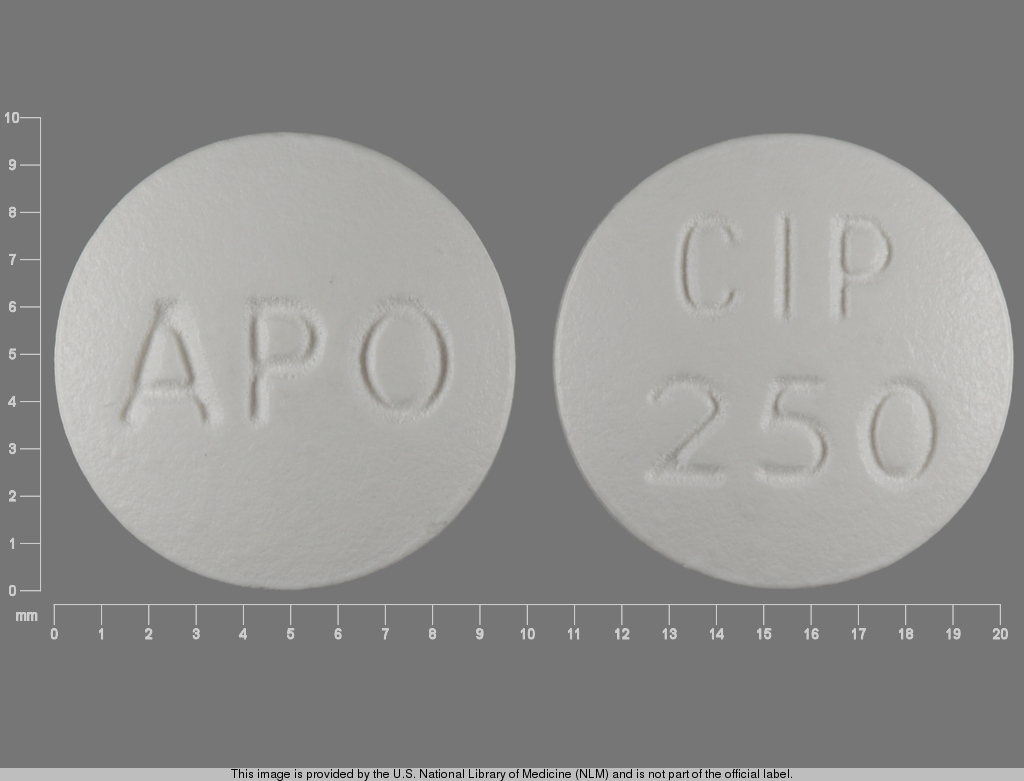 APO
CIP
250
10
9
8
7
6
5
4
3
2
1
0
mm
0 1 2 3 4 5 6 7 8 9 10 11 12 13 14 15 16 17 18 19 20
This image is provided by the U.S. National Library of Medicine (NLM) and is not part of the official label.